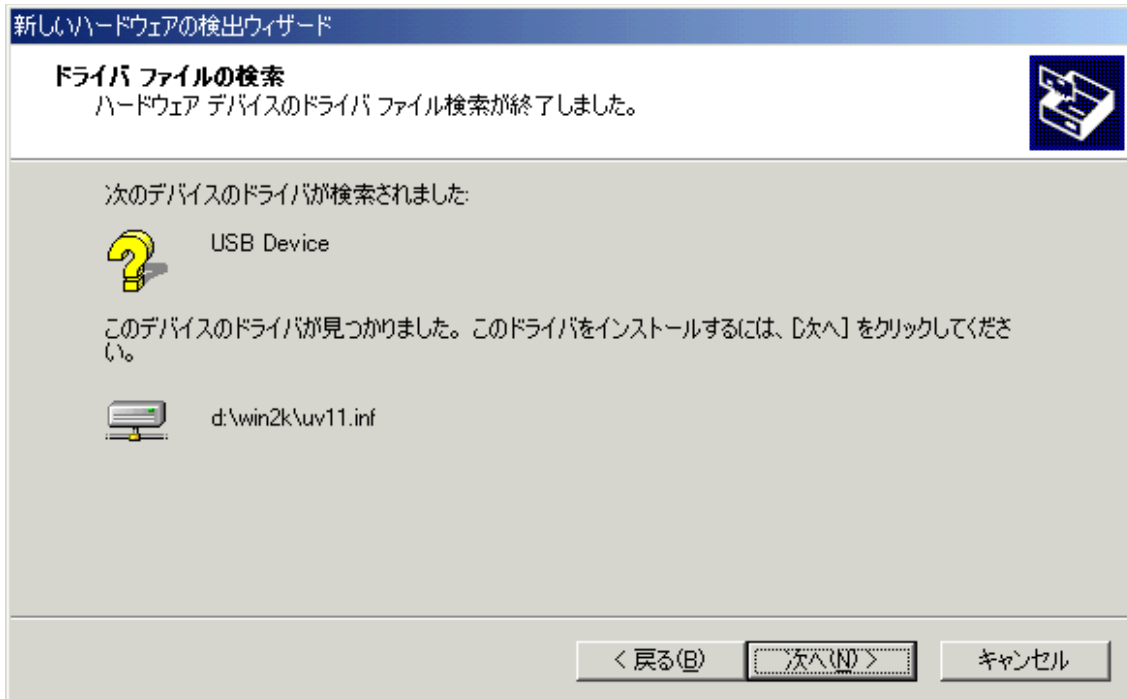 新しいハードウェアの検出ウィザード
ドライバ ファイルの検索
ハードウェア デバイスのドライバ ファイル検索が終了しました。
次のデバイスのドライバが検索されました:
USB Device
このデバイスのドライバが見つかりました。このドライバをインストールするには、[次へ] をクリックしてくださ
い。
d:\win2k\uv11.inf
< 戻る(B)
次へ(N) >
キャンセル